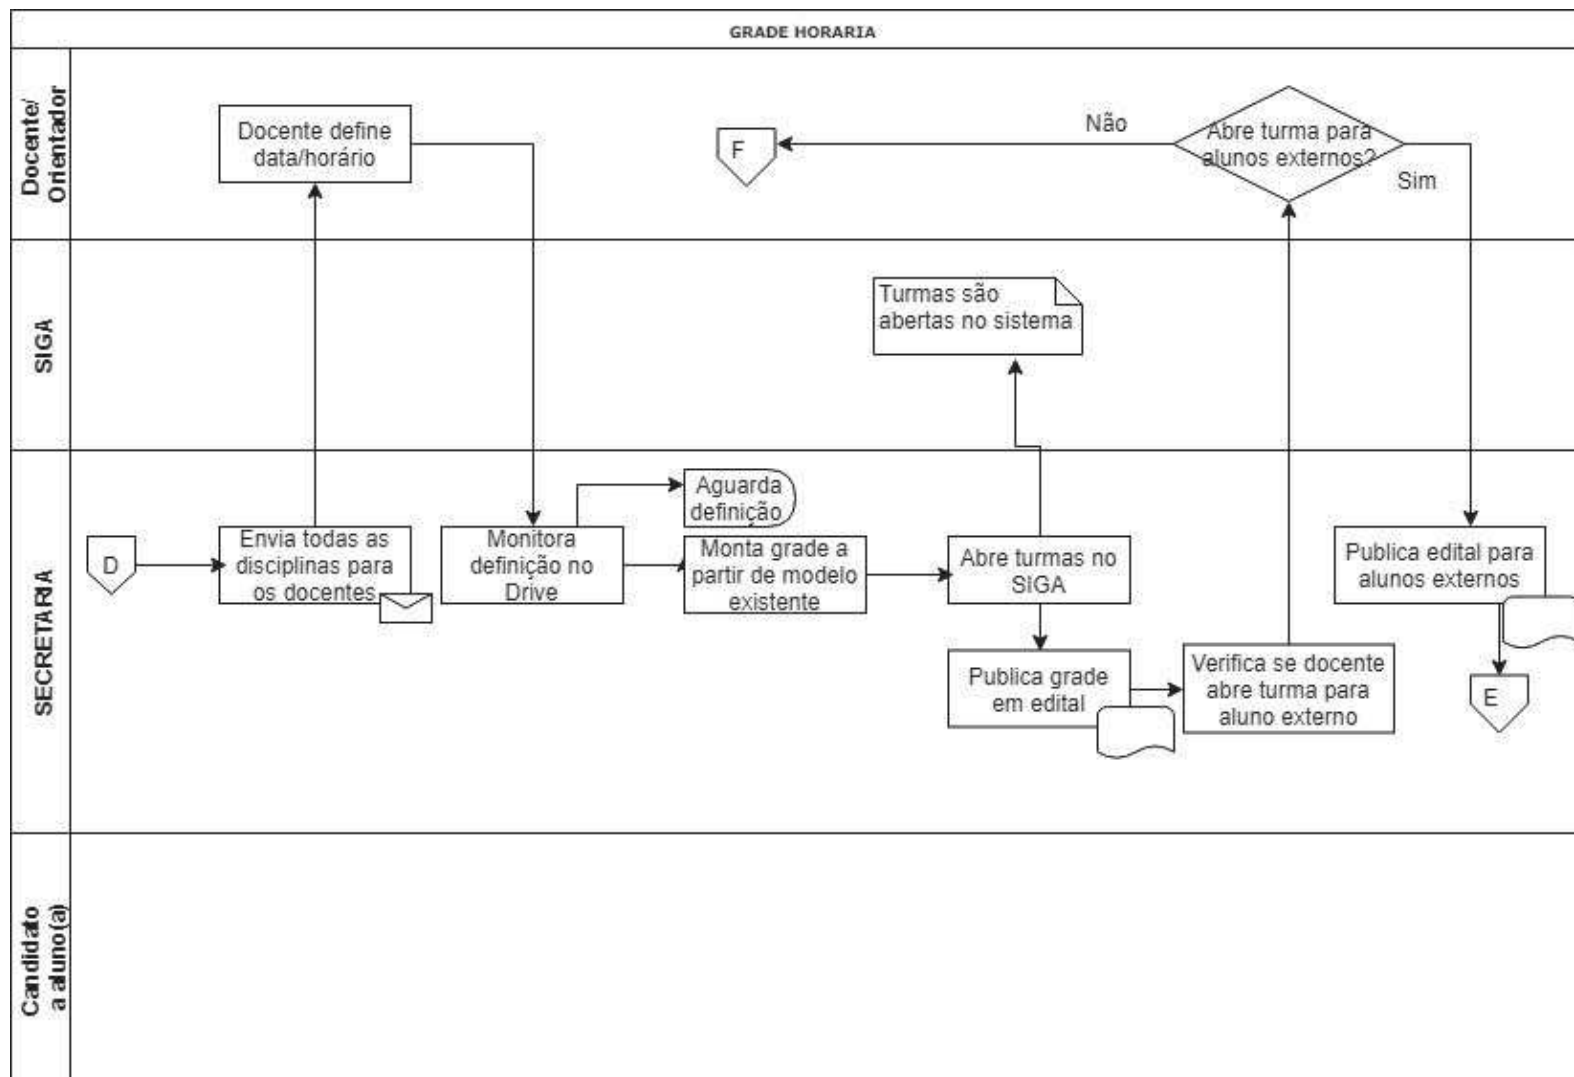 GRADE HORARIA
Docente/
Orientador
Docente define
data/horário
F
Não
Abre turma para
alunos externos?
Sim
SIGA
Turmas são
abertas no sistema
SECRETARIA
D
Envia todas as
disciplinas para
os docentes
Monitora
definição no
Drive
Aguarda
definição
Monta grade a
partir de modelo
existente
Abre turmas no
SIGA
Publica grade
em edital
Verifica se docente
abre turma para
aluno externo
Publica edital para
alunos externos
E
Candidato
a aluno(a)